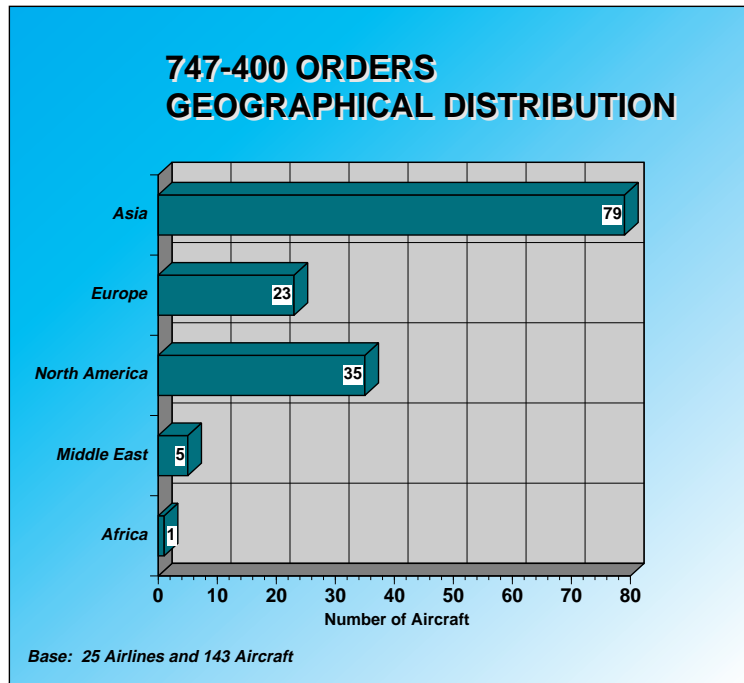 747-400 ORDERS
GEOGRAPHICAL DISTRIBUTION
Asia
79
Europe
23
North America
35
Middle East
5
Africa
1
0 10 20 30 40 50 60 70 80
Number of Aircraft
Base: 25 Airlines and 143 Aircraft